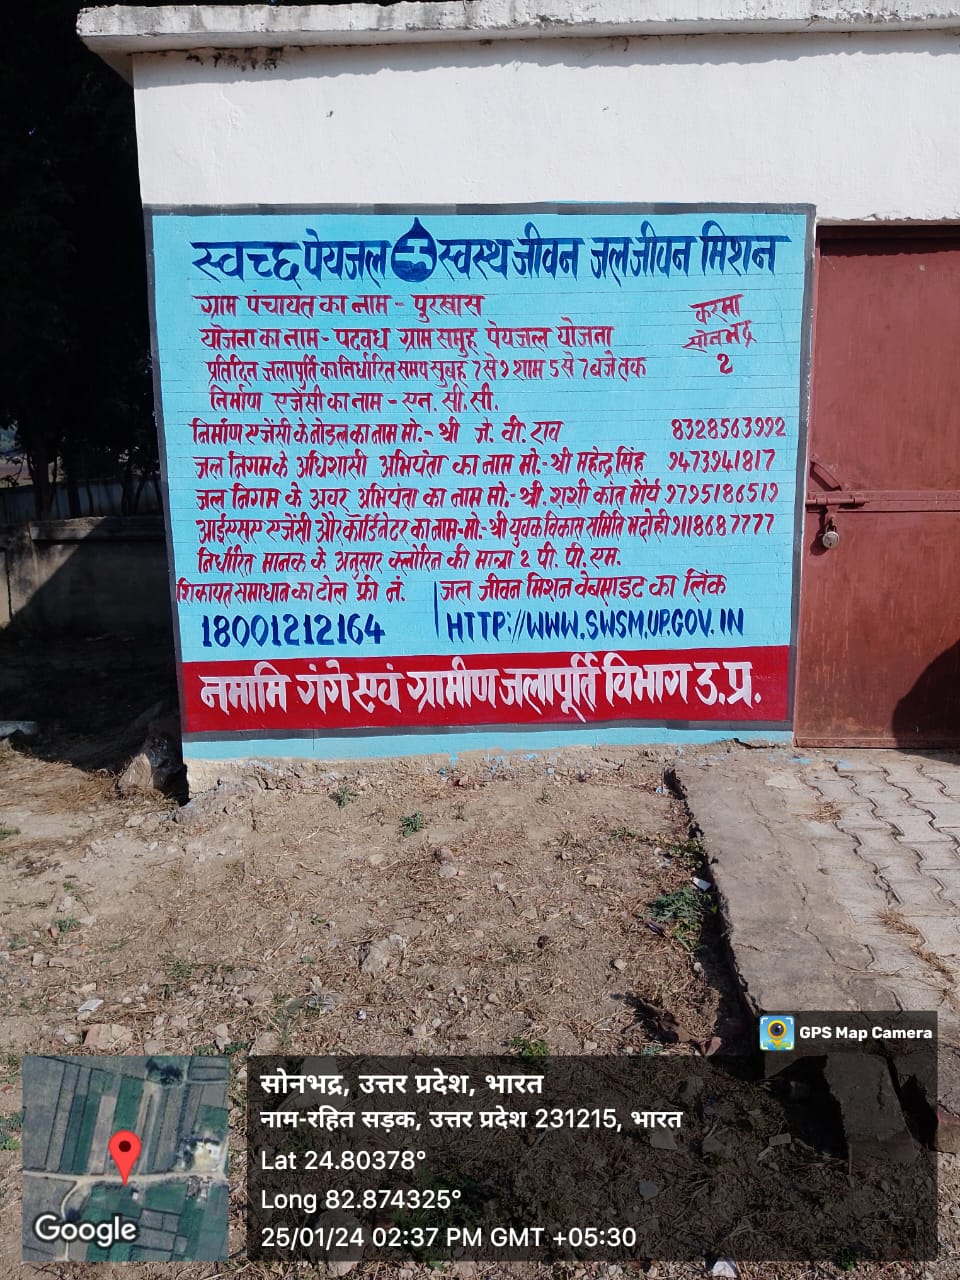 स्वच्छ पेयजल स्वस्थ जीवन जल जीवन मिशन
ग्राम पंचायत का नाम - पुरखास
करमा
योजना का नाम - पटवध ग्राम समुह पेयजल योजना
सोनभद्र
प्रतिदिन जलापूर्ति का निर्धारित समय सुबह 7 से 9 शाम 5 से 7 बजे तक
2
निर्माण एजेंसी का नाम - एन. सी. सी.
निर्माण एजेंसी के नोडल का नाम मो.- श्री जे. वी. राव 8328563992
जल निगम के अधिशासी अभियंता का नाम मो.- श्री महेन्द्र सिंह 9473941817
जल निगम के अवर अभियंता का नाम मो.- श्री. शशी कांत मौर्य 9795186519
आईएसए एजेंसी और कार्डिनेटर का नाम-मो.- श्री युवक विकास समिति भदोही 9118687777
निर्धारित मानक के अनुसार क्लोरित की मात्रा 2 पी. पी. एम.
शिकायत समाधान का टोल फ्री नं.
जल जीवन मिशन वेबसाइट का लिंक
18001212164
HTTP://WWW.SWSM.UP.GOV.IN
नमामि गंगे एवं ग्रामीण जलापूर्ति विभाग उ.प्र.
GPS Map Camera
सोनभद्र, उत्तर प्रदेश, भारत
नाम-रहित सड़क, उत्तर प्रदेश 231215, भारत
Lat 24.80378°
Long 82.874325°
25/01/24 02:37 PM GMT +05:30
Google